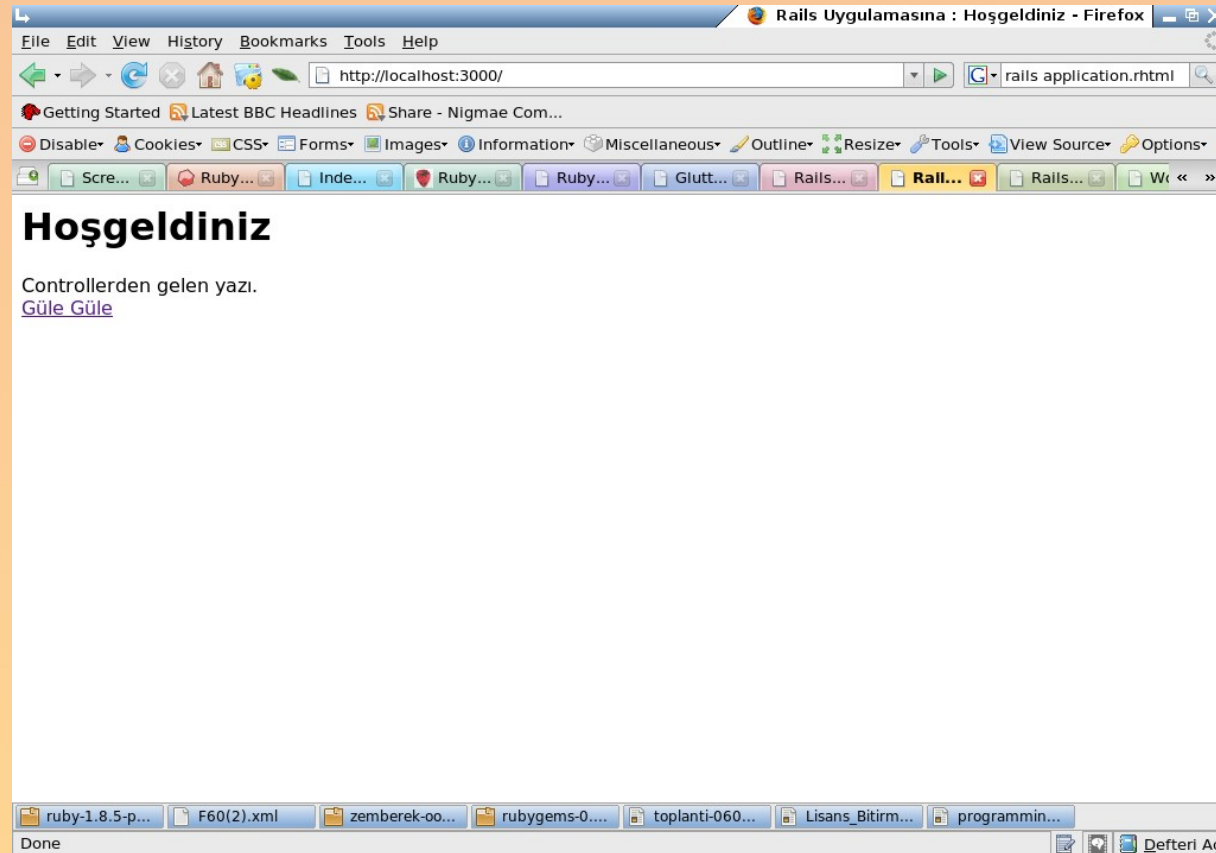 Rails Uygulamasına : Hoşgeldiniz - Firefox
File Edit View History Bookmarks Tools Help
http://localhost:3000/ G rails application.rhtml
Getting Started Latest BBC Headlines Share - Nigmae Com...
Disable Cookies CSS Forms Images Information Miscellaneous Outline Resize Tools View Source Options
Scre... Ruby... Inde... Ruby... Ruby... Glutt... Rails... Rail... Rails... « »
Hoşgeldiniz
Controllerden gelen yazı.
Güle Güle
ruby-1.8.5-p... F60(2).xml zemberek-oo... rubygems-0.... toplanti-060... Lisans_Bitirm... programmin...
Done Defteri